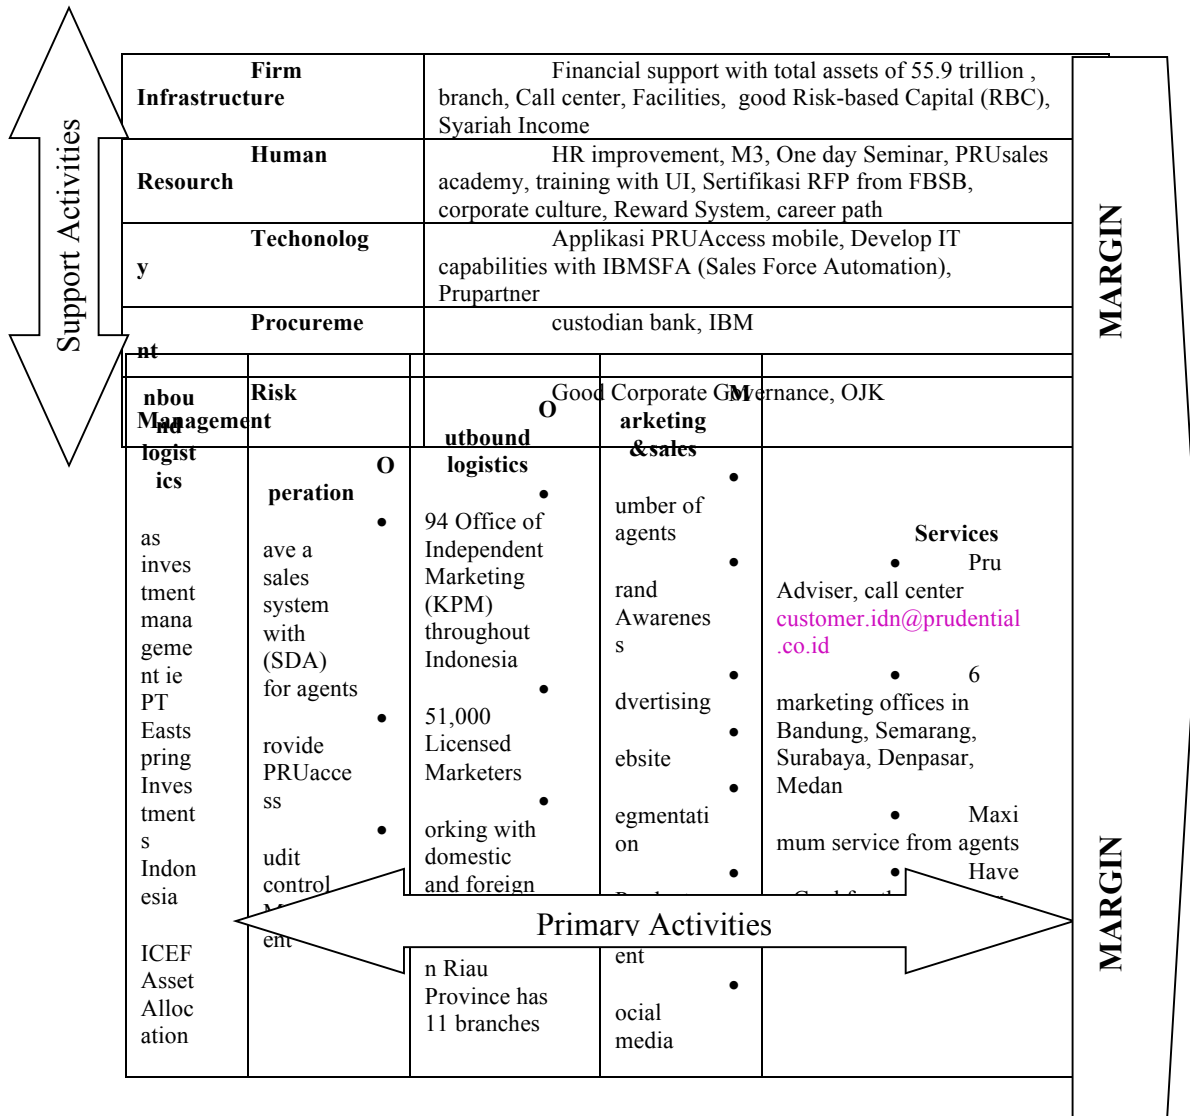 Support Activities
Firm
Infrastructure
Financial support with total assets of 55.9 trillion ,
branch, Call center, Facilities, good Risk-based Capital (RBC),
Syariah Income
Human
Resourch
HR improvement, M3, One day Seminar, PRUsales
academy, training with UI, Sertifikasi RFP from FBSB,
corporate culture, Reward System, career path
Techonolog
y
Applikasi PRUAccess mobile, Develop IT
capabilities with IBMSFA (Sales Force Automation),
Prupartner
Procureme
nt
custodian bank, IBM
Risk
Management
Good Corporate Governance, OJK
nbou
nd
logist
ics
as
inves
tment
mana
geme
nt ie
PT
Easts
pring
Inves
tment
s
Indon
esia
ICEF
Asset
Alloc
ation
O
peration
•
ave a
sales
system
with
(SDA)
for agents
•
rovide
PRUacce
ss
•
udit
control
ent
O
utbound
logistics
•
94 Office of
Independent
Marketing
(KPM)
throughout
Indonesia
•
51,000
Licensed
Marketers
•
orking with
domestic
and foreign
n Riau
Province has
11 branches
M
arketing
&sales
•
umber of
agents
•
rand
Awarenes
s
•
dvertising
•
ebsite
•
egmentati
on
•
ent
•
ocial
media
Services
• Pru
Adviser, call center
customer.idn@prudential
.co.id
• 6
marketing offices in
Bandung, Semarang,
Surabaya, Denpasar,
Medan
• Maxi
mum service from agents
• Have
Primary Activities
MARGIN
MARGIN